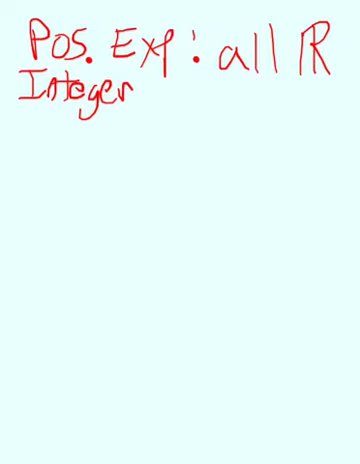 Pos. Exp : all ℝ
Integer